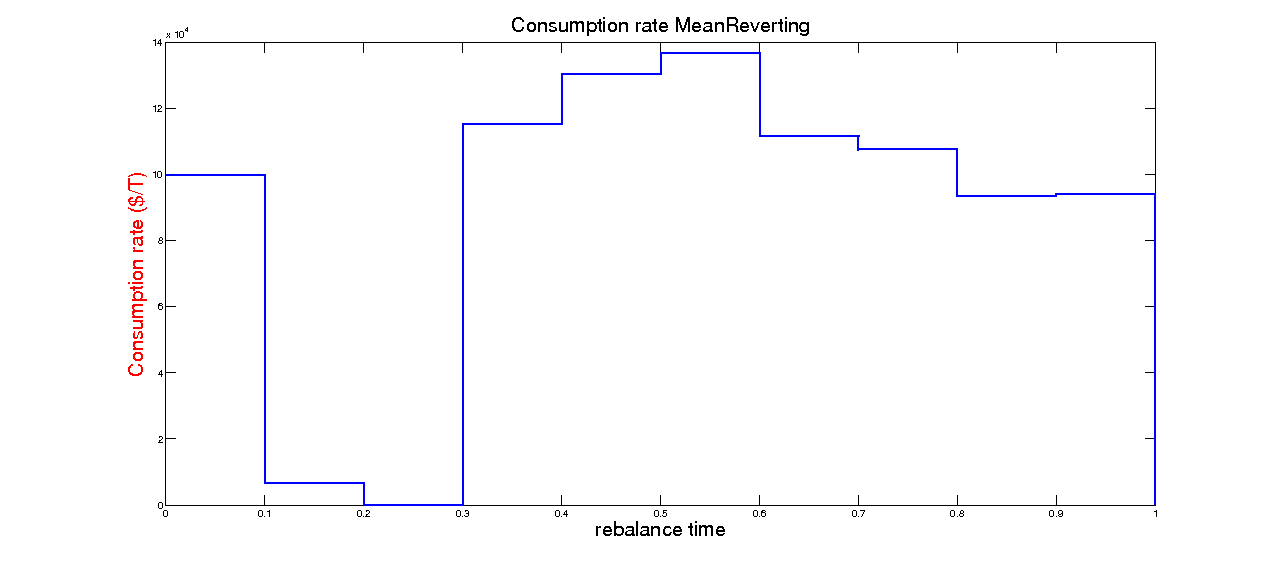 Consumption rate MeanReverting
x 10^4
14
12
10
8
6
4
2
0
Consumption rate ($/T)
0 0.1 0.2 0.3 0.4 0.5 0.6 0.7 0.8 0.9 1
rebalance time